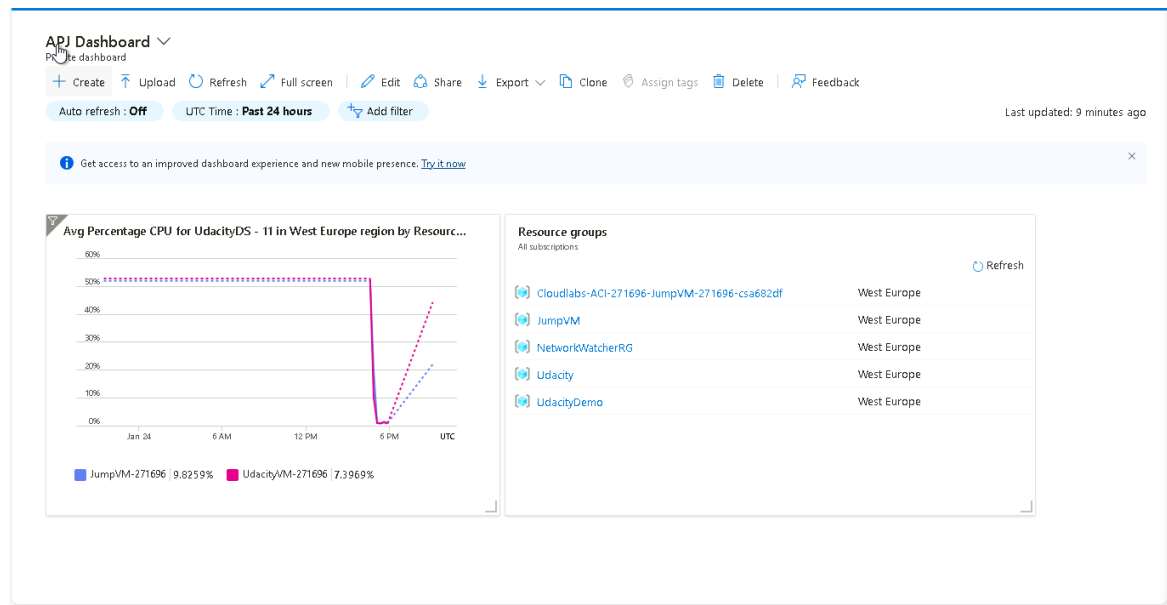 APJ Dashboard
Private dashboard
Create Upload Refresh Full screen Edit Share Export Clone Assign tags Delete Feedback
Auto refresh : Off UTC Time : Past 24 hours Add filter Last updated: 9 minutes ago
Get access to an improved dashboard experience and new mobile presence. Try it now
Avg Percentage CPU for UdacityDS - 11 in West Europe region by Resourc...
60%
50%
40%
30%
20%
10%
0%
Jan 24 6 AM 12 PM 6 PM UTC
JumpVM-271696 9.8259% UdacityVM-271696 7.3969%
Resource groups
All subscriptions
Refresh
Cloudlabs-ACI-271696-JumpVM-271696-csa682df West Europe
JumpVM West Europe
NetworkWatcherRG West Europe
Udacity West Europe
UdacityDemo West Europe